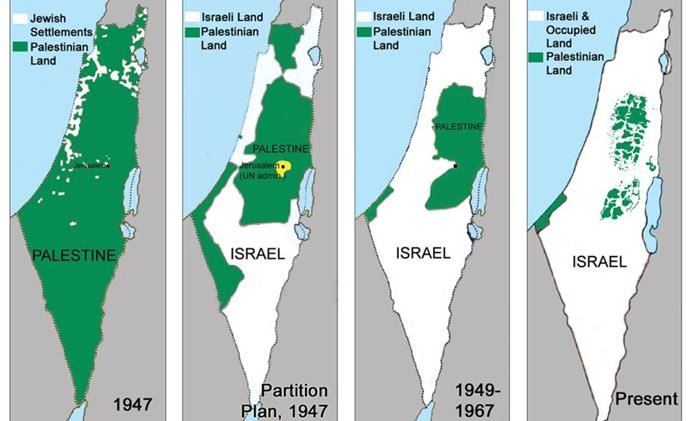 Jewish
Settlements
Palestinian
Land
Jerusalem
PALESTINE
1947
Israeli Land
Palestinian
Land
PALESTINE
Jerusalem
(UN admin.)
ISRAEL
Partition
Plan, 1947
Israeli Land
Palestinian
Land
PALESTINE
ISRAEL
1949-
1967
Israeli &
Occupied
Land
Palestinian
Land
ISRAEL
Present